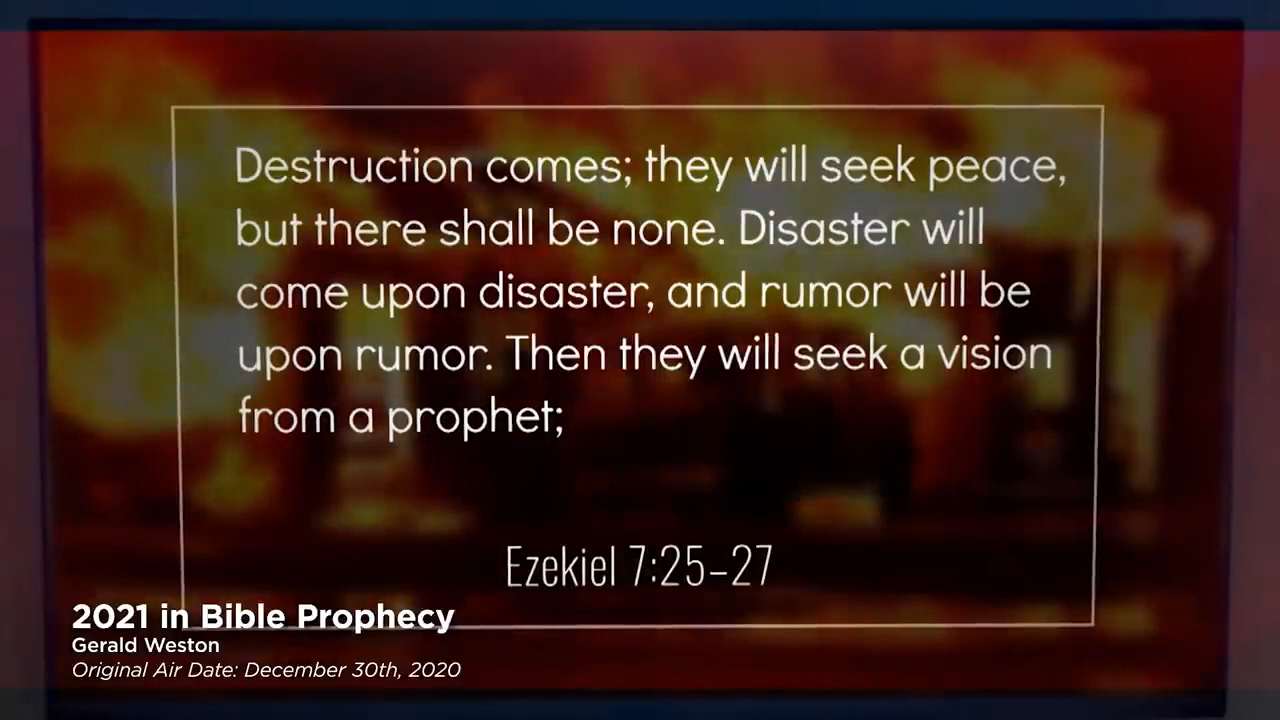 Destruction comes; they will seek peace,
but there shall be none. Disaster will
come upon disaster, and rumor will be
upon rumor. Then they will seek a vision
from a prophet;
Ezekiel 7:25–27
2021 in Bible Prophecy
Gerald Weston
Original Air Date: December 30th, 2020